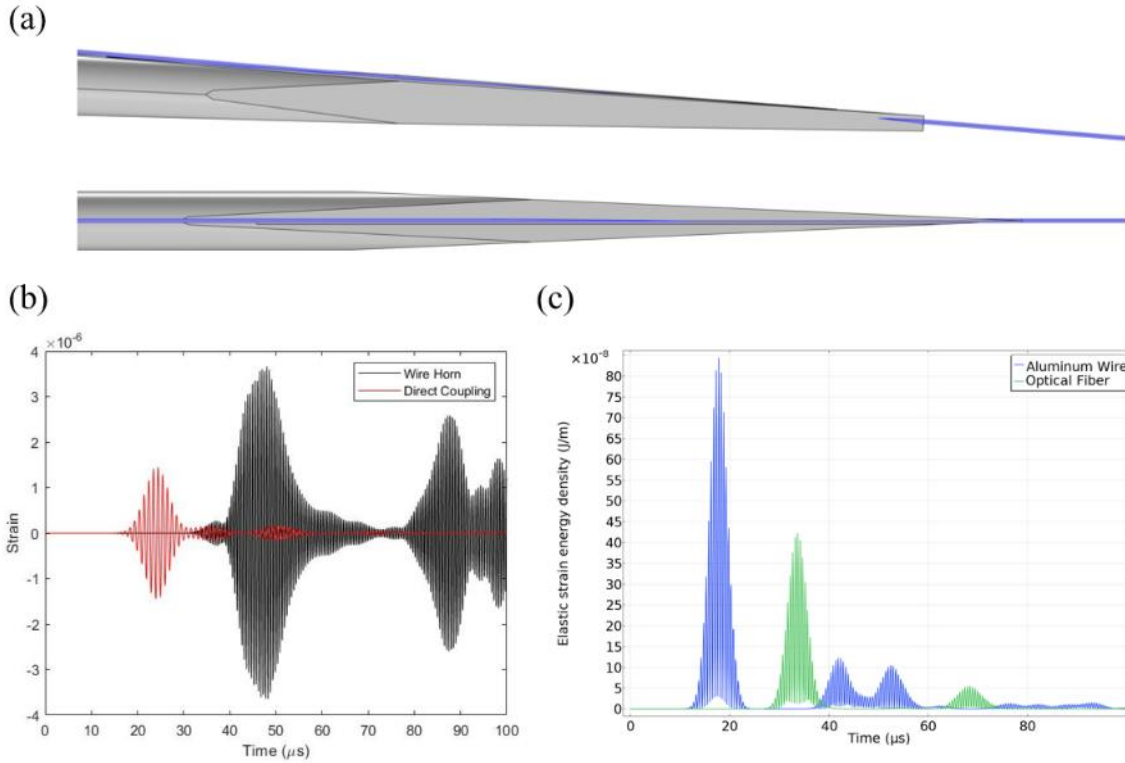 (a)
(b)
(c)
×10⁻⁶
4
3
2
1
0
-1
-2
-3
-4
Strain
0 10 20 30 40 50 60 70 80 90 100
Time (μs)
Wire Horn
Direct Coupling
×10⁻⁸
80
75
70
65
60
55
50
45
40
35
30
25
20
15
10
5
0
Elastic strain energy density (J/m)
0 20 40 60 80
Time (μs)
Aluminum Wire
Optical Fiber